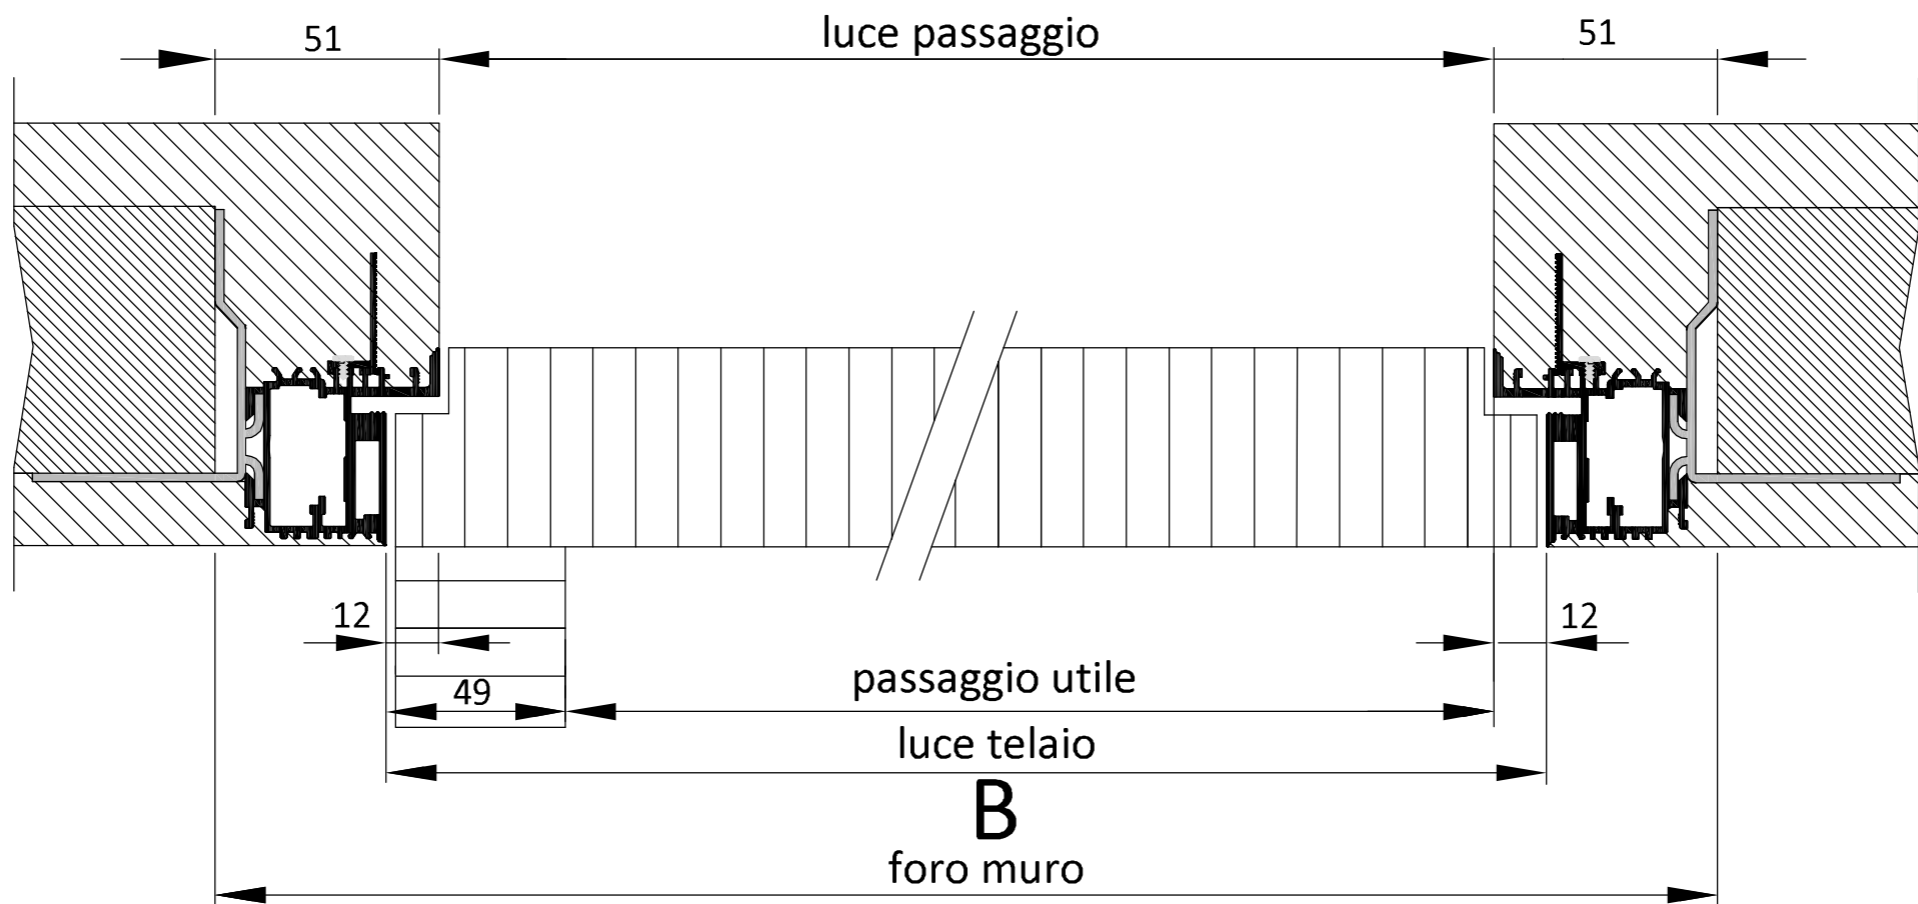 51
luce passaggio
51
12
12
passaggio utile
49
luce telaio
B
foro muro